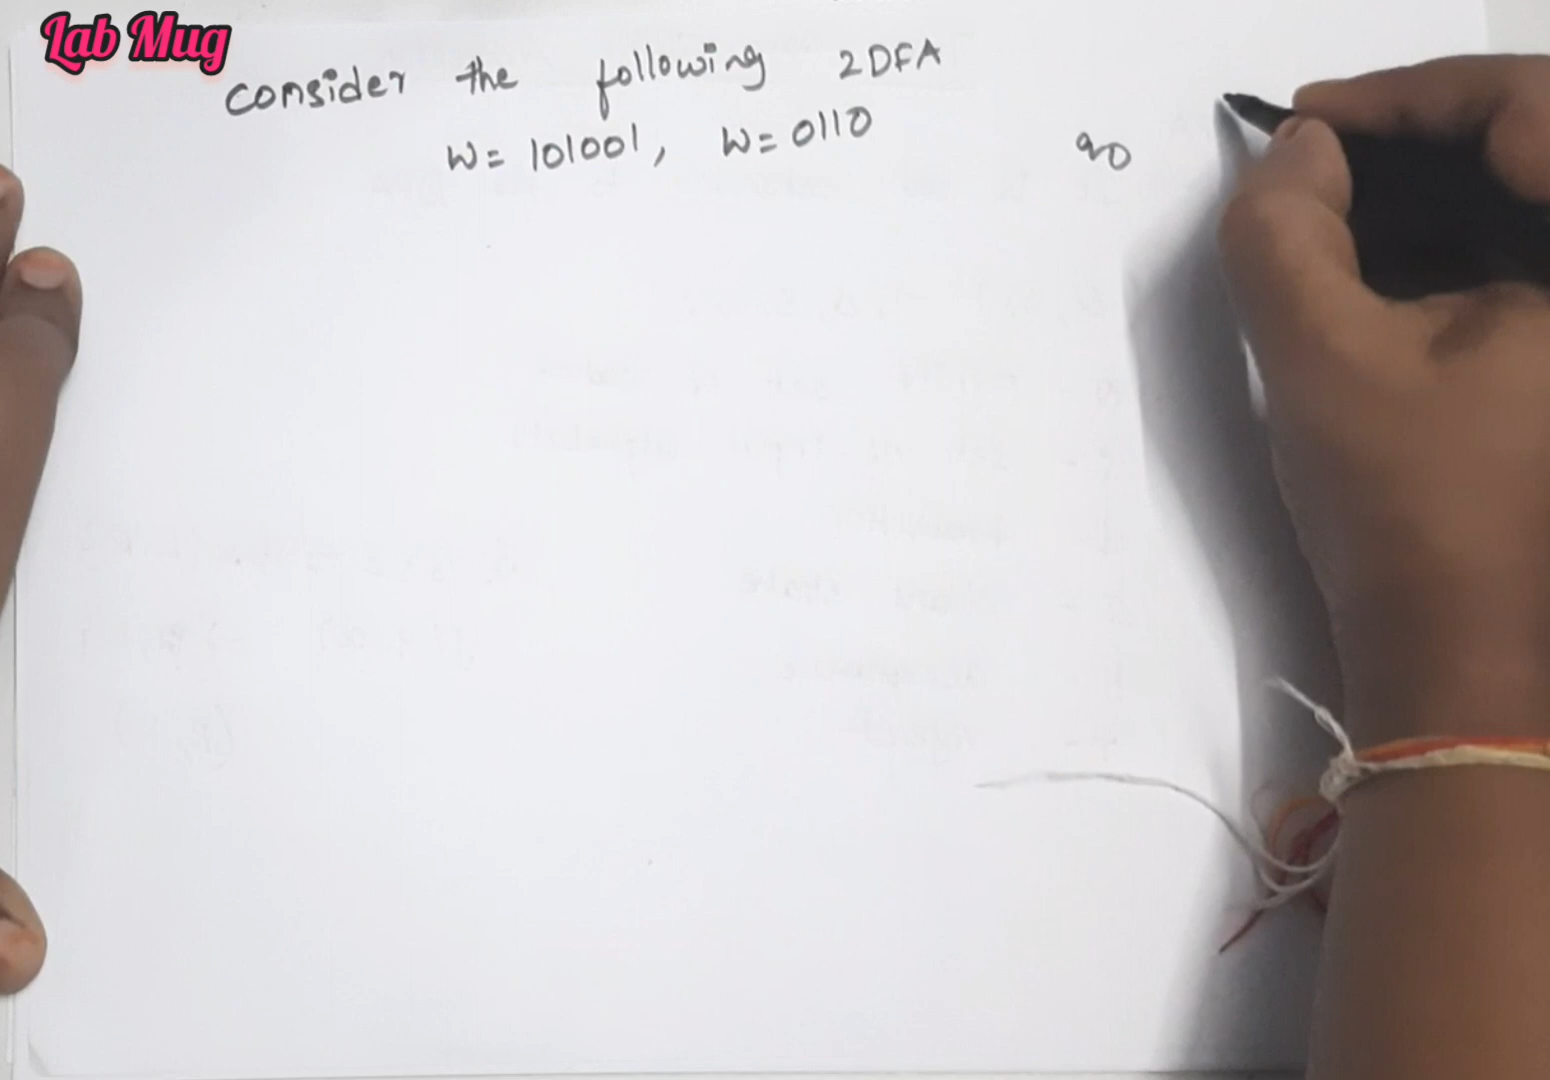 Lab Mug
consider the following 2DFA
W= 101001, W= 0110
q0